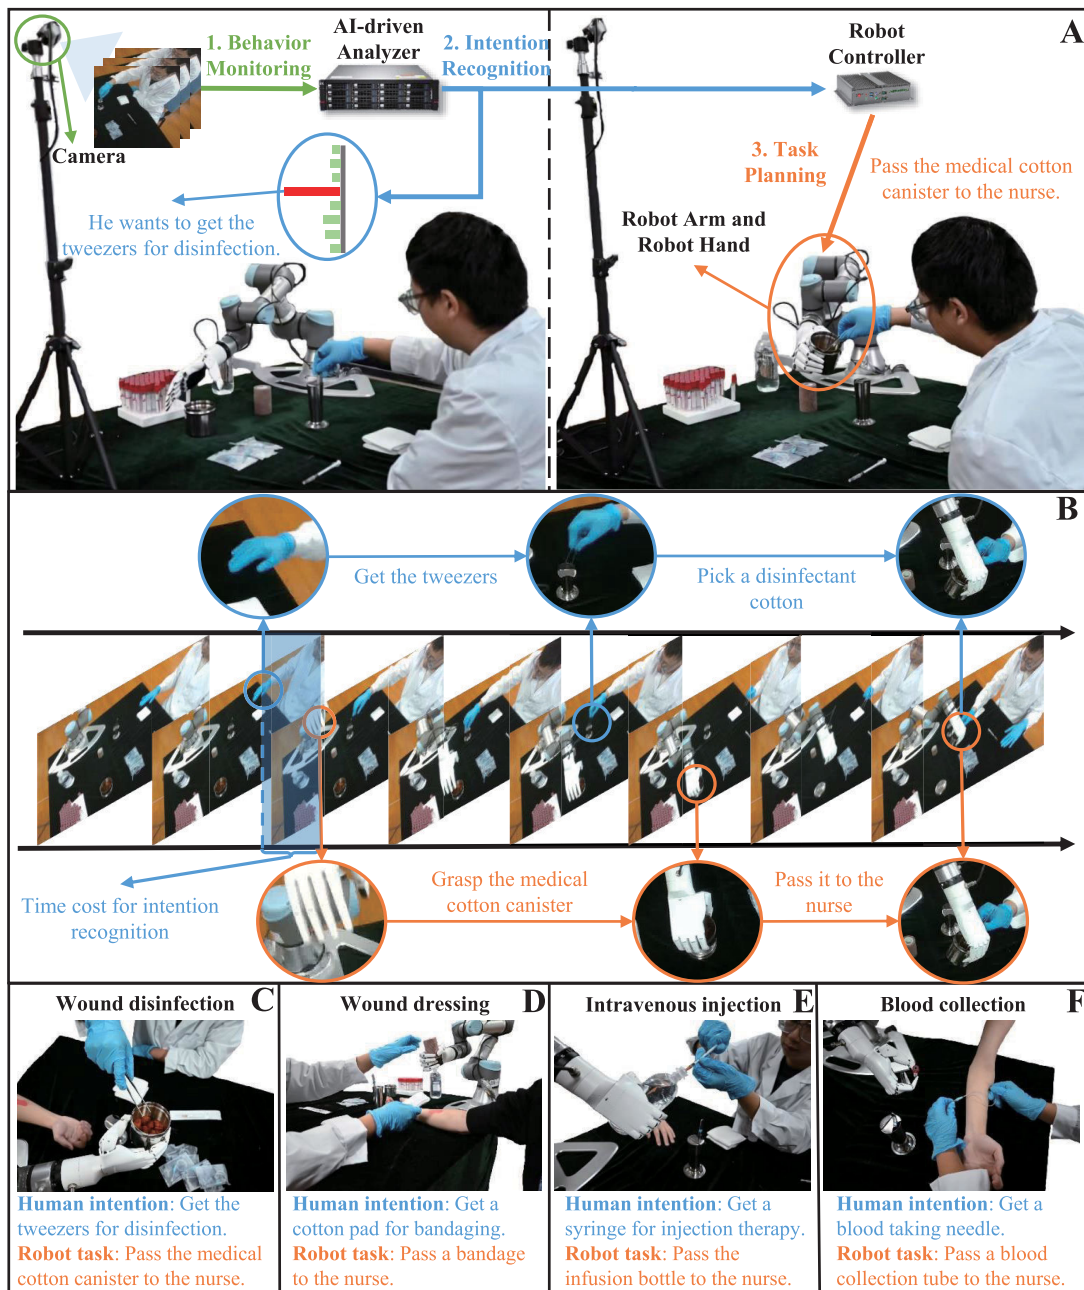 A
1. Behavior
Monitoring
AI-driven
Analyzer
2. Intention
Recognition
Robot
Controller
Camera
3. Task
Planning
Pass the medical cotton
canister to the nurse.
He wants to get the
tweezers for disinfection.
Robot Arm and
Robot Hand
B
Get the tweezers
Pick a disinfectant
cotton
Time cost for intention
recognition
Grasp the medical
cotton canister
Pass it to the
nurse
Wound disinfection
C
Human intention: Get the
tweezers for disinfection.
Robot task: Pass the medical
cotton canister to the nurse.
Wound dressing
D
Human intention: Get a
cotton pad for bandaging.
Robot task: Pass a bandage
to the nurse.
Intravenous injection
E
Human intention: Get a
syringe for injection therapy.
Robot task: Pass the
infusion bottle to the nurse.
Blood collection
F
Human intention: Get a
blood taking needle.
Robot task: Pass a blood
collection tube to the nurse.